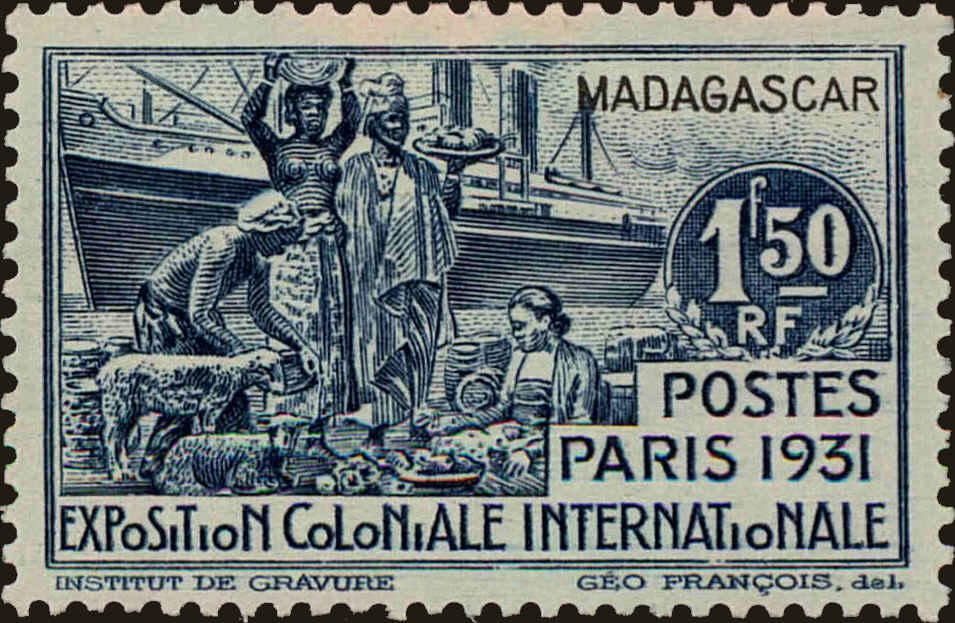 MADAGASCAR
1f50
RF
POSTES
PARIS 1931
EXPOSITION COLONIALE INTERNATIONALE
INSTITUT DE GRAVURE
GÉO FRANÇOIS. del.